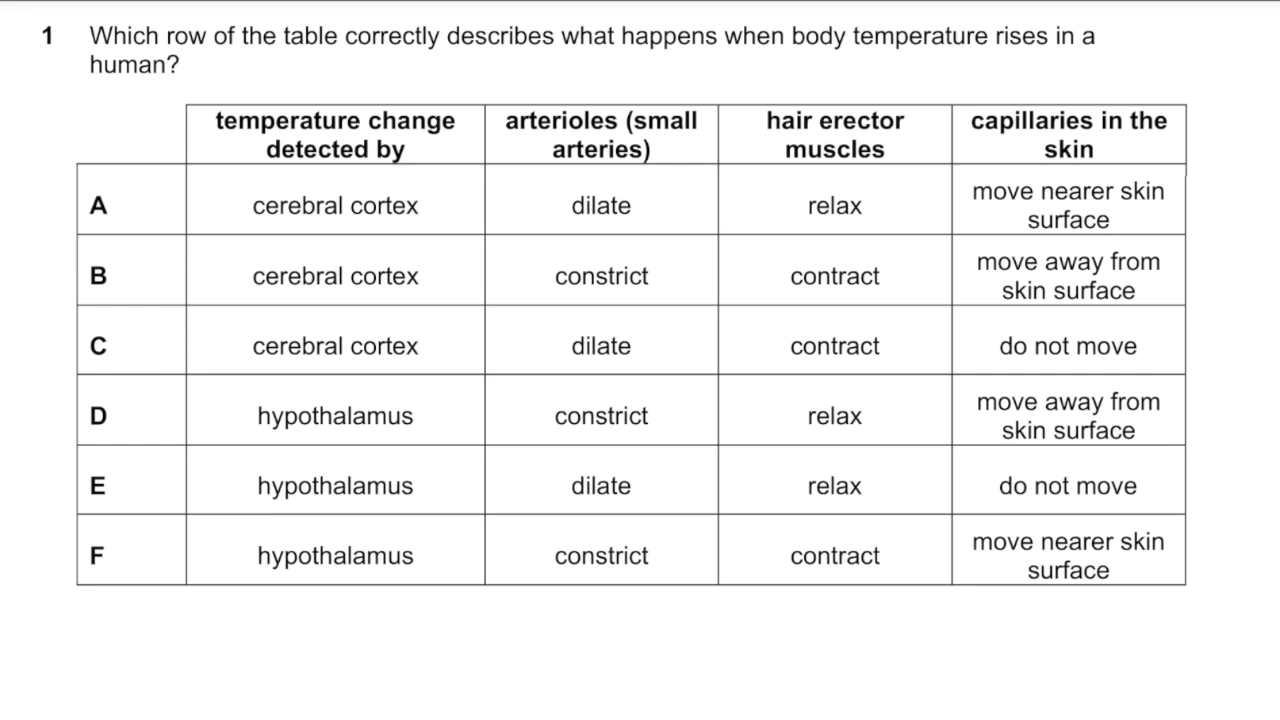 1 Which row of the table correctly describes what happens when body temperature rises in a
human?
temperature change detected by | arterioles (small arteries) | hair erector muscles | capillaries in the skin
A | cerebral cortex | dilate | relax | move nearer skin surface
B | cerebral cortex | constrict | contract | move away from skin surface
C | cerebral cortex | dilate | contract | do not move
D | hypothalamus | constrict | relax | move away from skin surface
E | hypothalamus | dilate | relax | do not move
F | hypothalamus | constrict | contract | move nearer skin surface